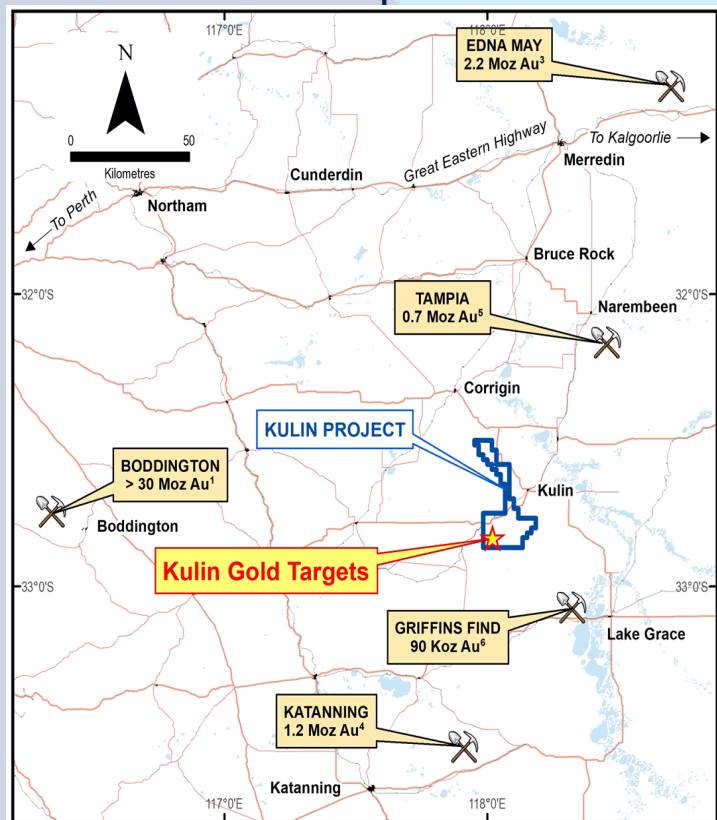 117°0'E
118°0'E
EDNA MAY
2.2 Moz Au³
N
0 50
Kilometres
To Kalgoorlie
Great Eastern Highway
Merredin
Cunderdin
Northam
To Perth
Bruce Rock
32°0'S
32°0'S
TAMPIA
0.7 Moz Au⁵
Narembeen
Corrigin
KULIN PROJECT
BODDINGTON
> 30 Moz Au¹
Kulin
Boddington
Kulin Gold Targets
33°0'S
33°0'S
GRIFFINS FIND
90 Koz Au⁶
Lake Grace
KATANNING
1.2 Moz Au⁴
Katanning
117°0'E
118°0'E